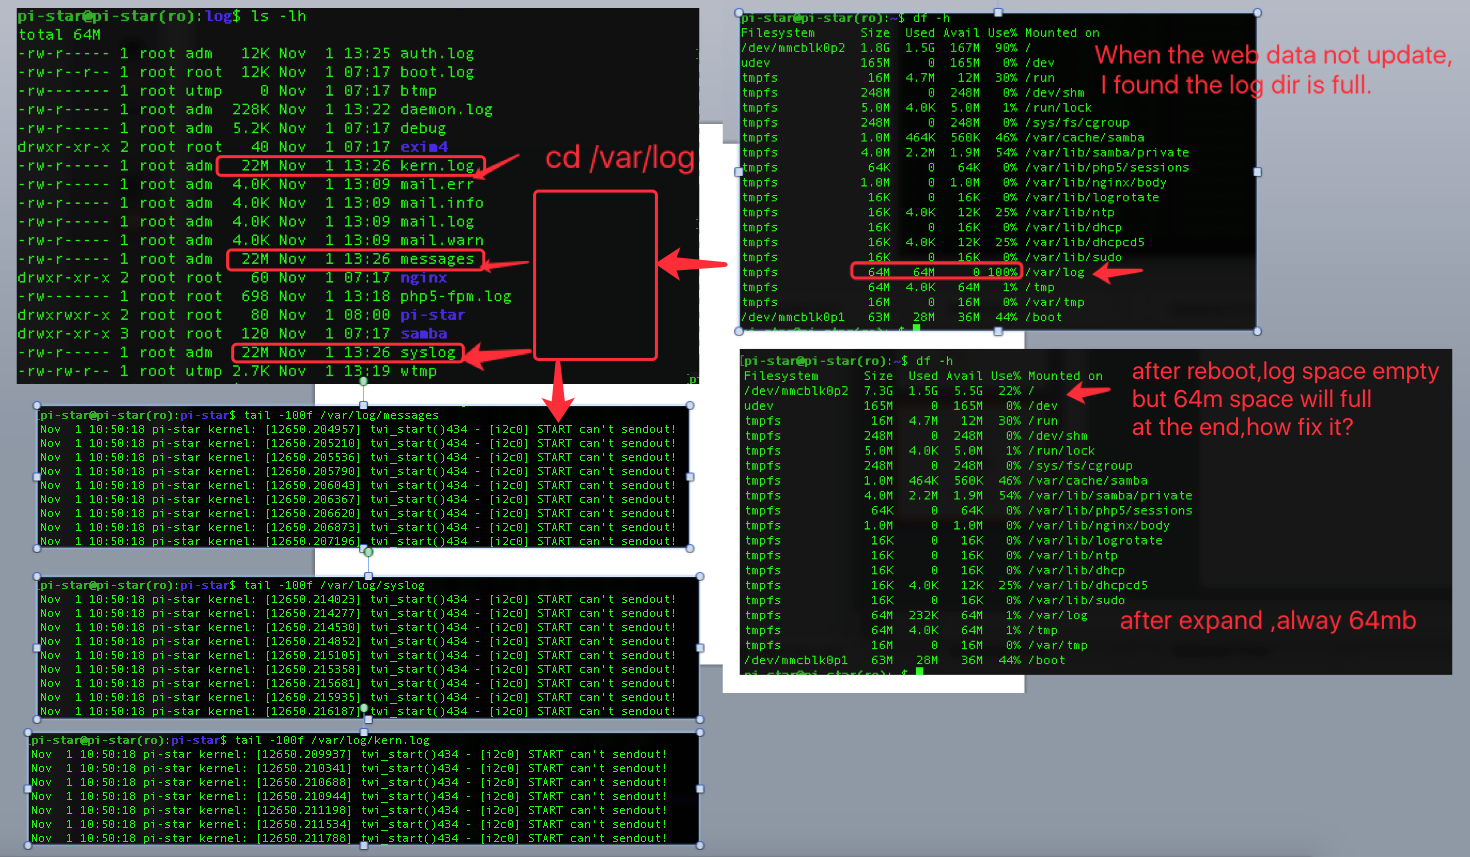 pi-star@pi-star(ro):log$ ls -lh
total 64M
-rw-r----- 1 root adm 12K Nov 1 13:25 auth.log
-rw-r--r-- 1 root root 12K Nov 1 07:17 boot.log
-rw------- 1 root utmp 0 Nov 1 07:17 btmp
-rw-r----- 1 root adm 228K Nov 1 13:22 daemon.log
-rw-r----- 1 root adm 5.2K Nov 1 07:17 debug
drwxr-xr-x 2 root root 40 Nov 1 07:17 exim4
-rw-r----- 1 root adm 22M Nov 1 13:26 kern.log
-rw-r----- 1 root adm 4.0K Nov 1 13:09 mail.err
-rw-r----- 1 root adm 4.0K Nov 1 13:09 mail.info
-rw-r----- 1 root adm 4.0K Nov 1 13:09 mail.log
-rw-r----- 1 root adm 4.0K Nov 1 13:09 mail.warn
-rw-r----- 1 root adm 22M Nov 1 13:26 messages
drwxr-xr-x 2 root root 60 Nov 1 07:17 nginx
-rw-r----- 1 root root 698 Nov 1 13:18 php5-fpm.log
drwxrwxr-x 2 root root 80 Nov 1 08:00 pi-star
drwxr-xr-x 3 root root 120 Nov 1 07:17 samba
-rw-r----- 1 root adm 22M Nov 1 13:26 syslog
-rw-rw-r-- 1 root utmp 2.7K Nov 1 13:19 wtmp
cd /var/log
pi-star@pi-star(ro):~$ df -h
Filesystem Size Used Avail Use% Mounted on
/dev/mmcblk0p2 1.8G 1.5G 167M 90% /
udev 165M 0 165M 0% /dev
tmpfs 16M 4.7M 12M 30% /run
tmpfs 248M 0 248M 0% /dev/shm
tmpfs 5.0M 4.0K 5.0M 1% /run/lock
tmpfs 248M 0 248M 0% /sys/fs/cgroup
tmpfs 1.0M 464K 560K 46% /var/cache/samba
tmpfs 4.0M 2.2M 1.9M 54% /var/lib/samba/private
tmpfs 64K 0 64K 0% /var/lib/php5/sessions
tmpfs 1.0M 0 1.0M 0% /var/lib/nginx/body
tmpfs 16K 0 16K 0% /var/lib/logrotate
tmpfs 16K 4.0K 12K 25% /var/lib/ntp
tmpfs 16K 0 16K 0% /var/lib/dhcp
tmpfs 16K 4.0K 12K 25% /var/lib/dhcpcd5
tmpfs 16K 0 16K 0% /var/lib/sudo
tmpfs 64M 64M 0 100% /var/log
tmpfs 64M 4.0K 64M 1% /tmp
tmpfs 16M 0 16M 0% /var/tmp
/dev/mmcblk0p1 63M 28M 36M 44% /boot
When the web data not update,
I found the log dir is full.
[pi-star@pi-star(ro):~$ df -h
Filesystem Size Used Avail Use% Mounted on
/dev/mmcblk0p2 7.3G 1.5G 5.5G 22% /
udev 165M 0 165M 0% /dev
tmpfs 16M 4.7M 12M 30% /run
tmpfs 248M 0 248M 0% /dev/shm
tmpfs 5.0M 4.0K 5.0M 1% /run/lock
tmpfs 248M 0 248M 0% /sys/fs/cgroup
tmpfs 1.0M 464K 560K 46% /var/cache/samba
tmpfs 4.0M 2.2M 1.9M 54% /var/lib/samba/private
tmpfs 64K 0 64K 0% /var/lib/php5/sessions
tmpfs 1.0M 0 1.0M 0% /var/lib/nginx/body
tmpfs 16K 0 16K 0% /var/lib/logrotate
tmpfs 16K 0 16K 0% /var/lib/ntp
tmpfs 16K 0 16K 0% /var/lib/dhcp
tmpfs 16K 4.0K 12K 25% /var/lib/dhcpcd5
tmpfs 16K 0 16K 0% /var/lib/sudo
tmpfs 64M 232K 64M 1% /var/log
tmpfs 64M 4.0K 64M 1% /tmp
tmpfs 16M 0 16M 0% /var/tmp
/dev/mmcblk0p1 63M 28M 36M 44% /boot
after reboot,log space empty
but 64m space will full
at the end,how fix it?
after expand ,alway 64mb
[pi-star@pi-star(ro):pi-star$ tail -100f /var/log/messages
Nov 1 10:50:18 pi-star kernel: [12650.204957] twi_start()434 - [i2c0] START can't sendout!
Nov 1 10:50:18 pi-star kernel: [12650.205210] twi_start()434 - [i2c0] START can't sendout!
Nov 1 10:50:18 pi-star kernel: [12650.205536] twi_start()434 - [i2c0] START can't sendout!
Nov 1 10:50:18 pi-star kernel: [12650.205790] twi_start()434 - [i2c0] START can't sendout!
Nov 1 10:50:18 pi-star kernel: [12650.206043] twi_start()434 - [i2c0] START can't sendout!
Nov 1 10:50:18 pi-star kernel: [12650.206367] twi_start()434 - [i2c0] START can't sendout!
Nov 1 10:50:18 pi-star kernel: [12650.206620] twi_start()434 - [i2c0] START can't sendout!
Nov 1 10:50:18 pi-star kernel: [12650.206873] twi_start()434 - [i2c0] START can't sendout!
Nov 1 10:50:18 pi-star kernel: [12650.207196] twi_start()434 - [i2c0] START can't sendout!
[pi-star@pi-star(ro):pi-star$ tail -100f /var/log/syslog
Nov 1 10:50:18 pi-star kernel: [12650.214023] twi_start()434 - [i2c0] START can't sendout!
Nov 1 10:50:18 pi-star kernel: [12650.214277] twi_start()434 - [i2c0] START can't sendout!
Nov 1 10:50:18 pi-star kernel: [12650.214530] twi_start()434 - [i2c0] START can't sendout!
Nov 1 10:50:18 pi-star kernel: [12650.214852] twi_start()434 - [i2c0] START can't sendout!
Nov 1 10:50:18 pi-star kernel: [12650.215105] twi_start()434 - [i2c0] START can't sendout!
Nov 1 10:50:18 pi-star kernel: [12650.215358] twi_start()434 - [i2c0] START can't sendout!
Nov 1 10:50:18 pi-star kernel: [12650.215681] twi_start()434 - [i2c0] START can't sendout!
Nov 1 10:50:18 pi-star kernel: [12650.215935] twi_start()434 - [i2c0] START can't sendout!
Nov 1 10:50:18 pi-star kernel: [12650.216187] twi_start()434 - [i2c0] START can't sendout!
[pi-star@pi-star(ro):pi-star$ tail -100f /var/log/kern.log
Nov 1 10:50:18 pi-star kernel: [12650.209937] twi_start()434 - [i2c0] START can't sendout!
Nov 1 10:50:18 pi-star kernel: [12650.210341] twi_start()434 - [i2c0] START can't sendout!
Nov 1 10:50:18 pi-star kernel: [12650.210688] twi_start()434 - [i2c0] START can't sendout!
Nov 1 10:50:18 pi-star kernel: [12650.210944] twi_start()434 - [i2c0] START can't sendout!
Nov 1 10:50:18 pi-star kernel: [12650.211198] twi_start()434 - [i2c0] START can't sendout!
Nov 1 10:50:18 pi-star kernel: [12650.211534] twi_start()434 - [i2c0] START can't sendout!
Nov 1 10:50:18 pi-star kernel: [12650.211788] twi_start()434 - [i2c0] START can't sendout!